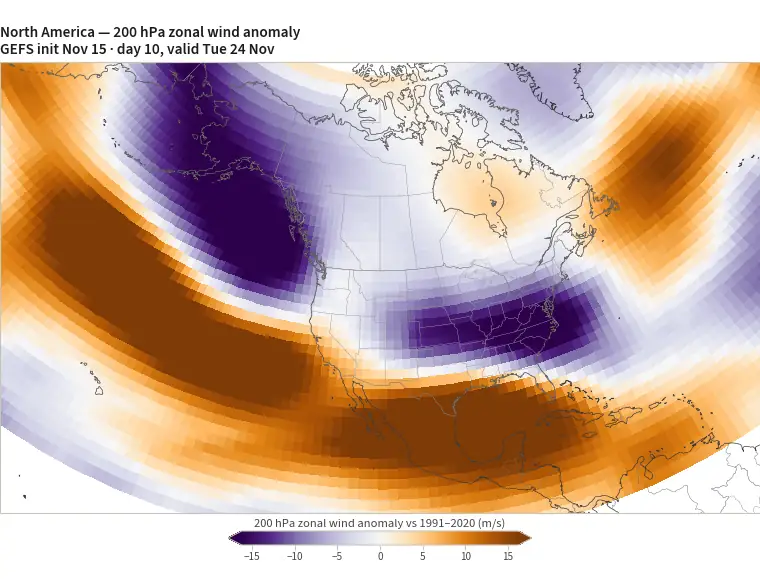 North America — 200 hPa zonal wind anomaly
GEFS init Nov 15 · day 10, valid Tue 24 Nov
200 hPa zonal wind anomaly vs 1991–2020 (m/s)
−15 −10 −5 0 5 10 15